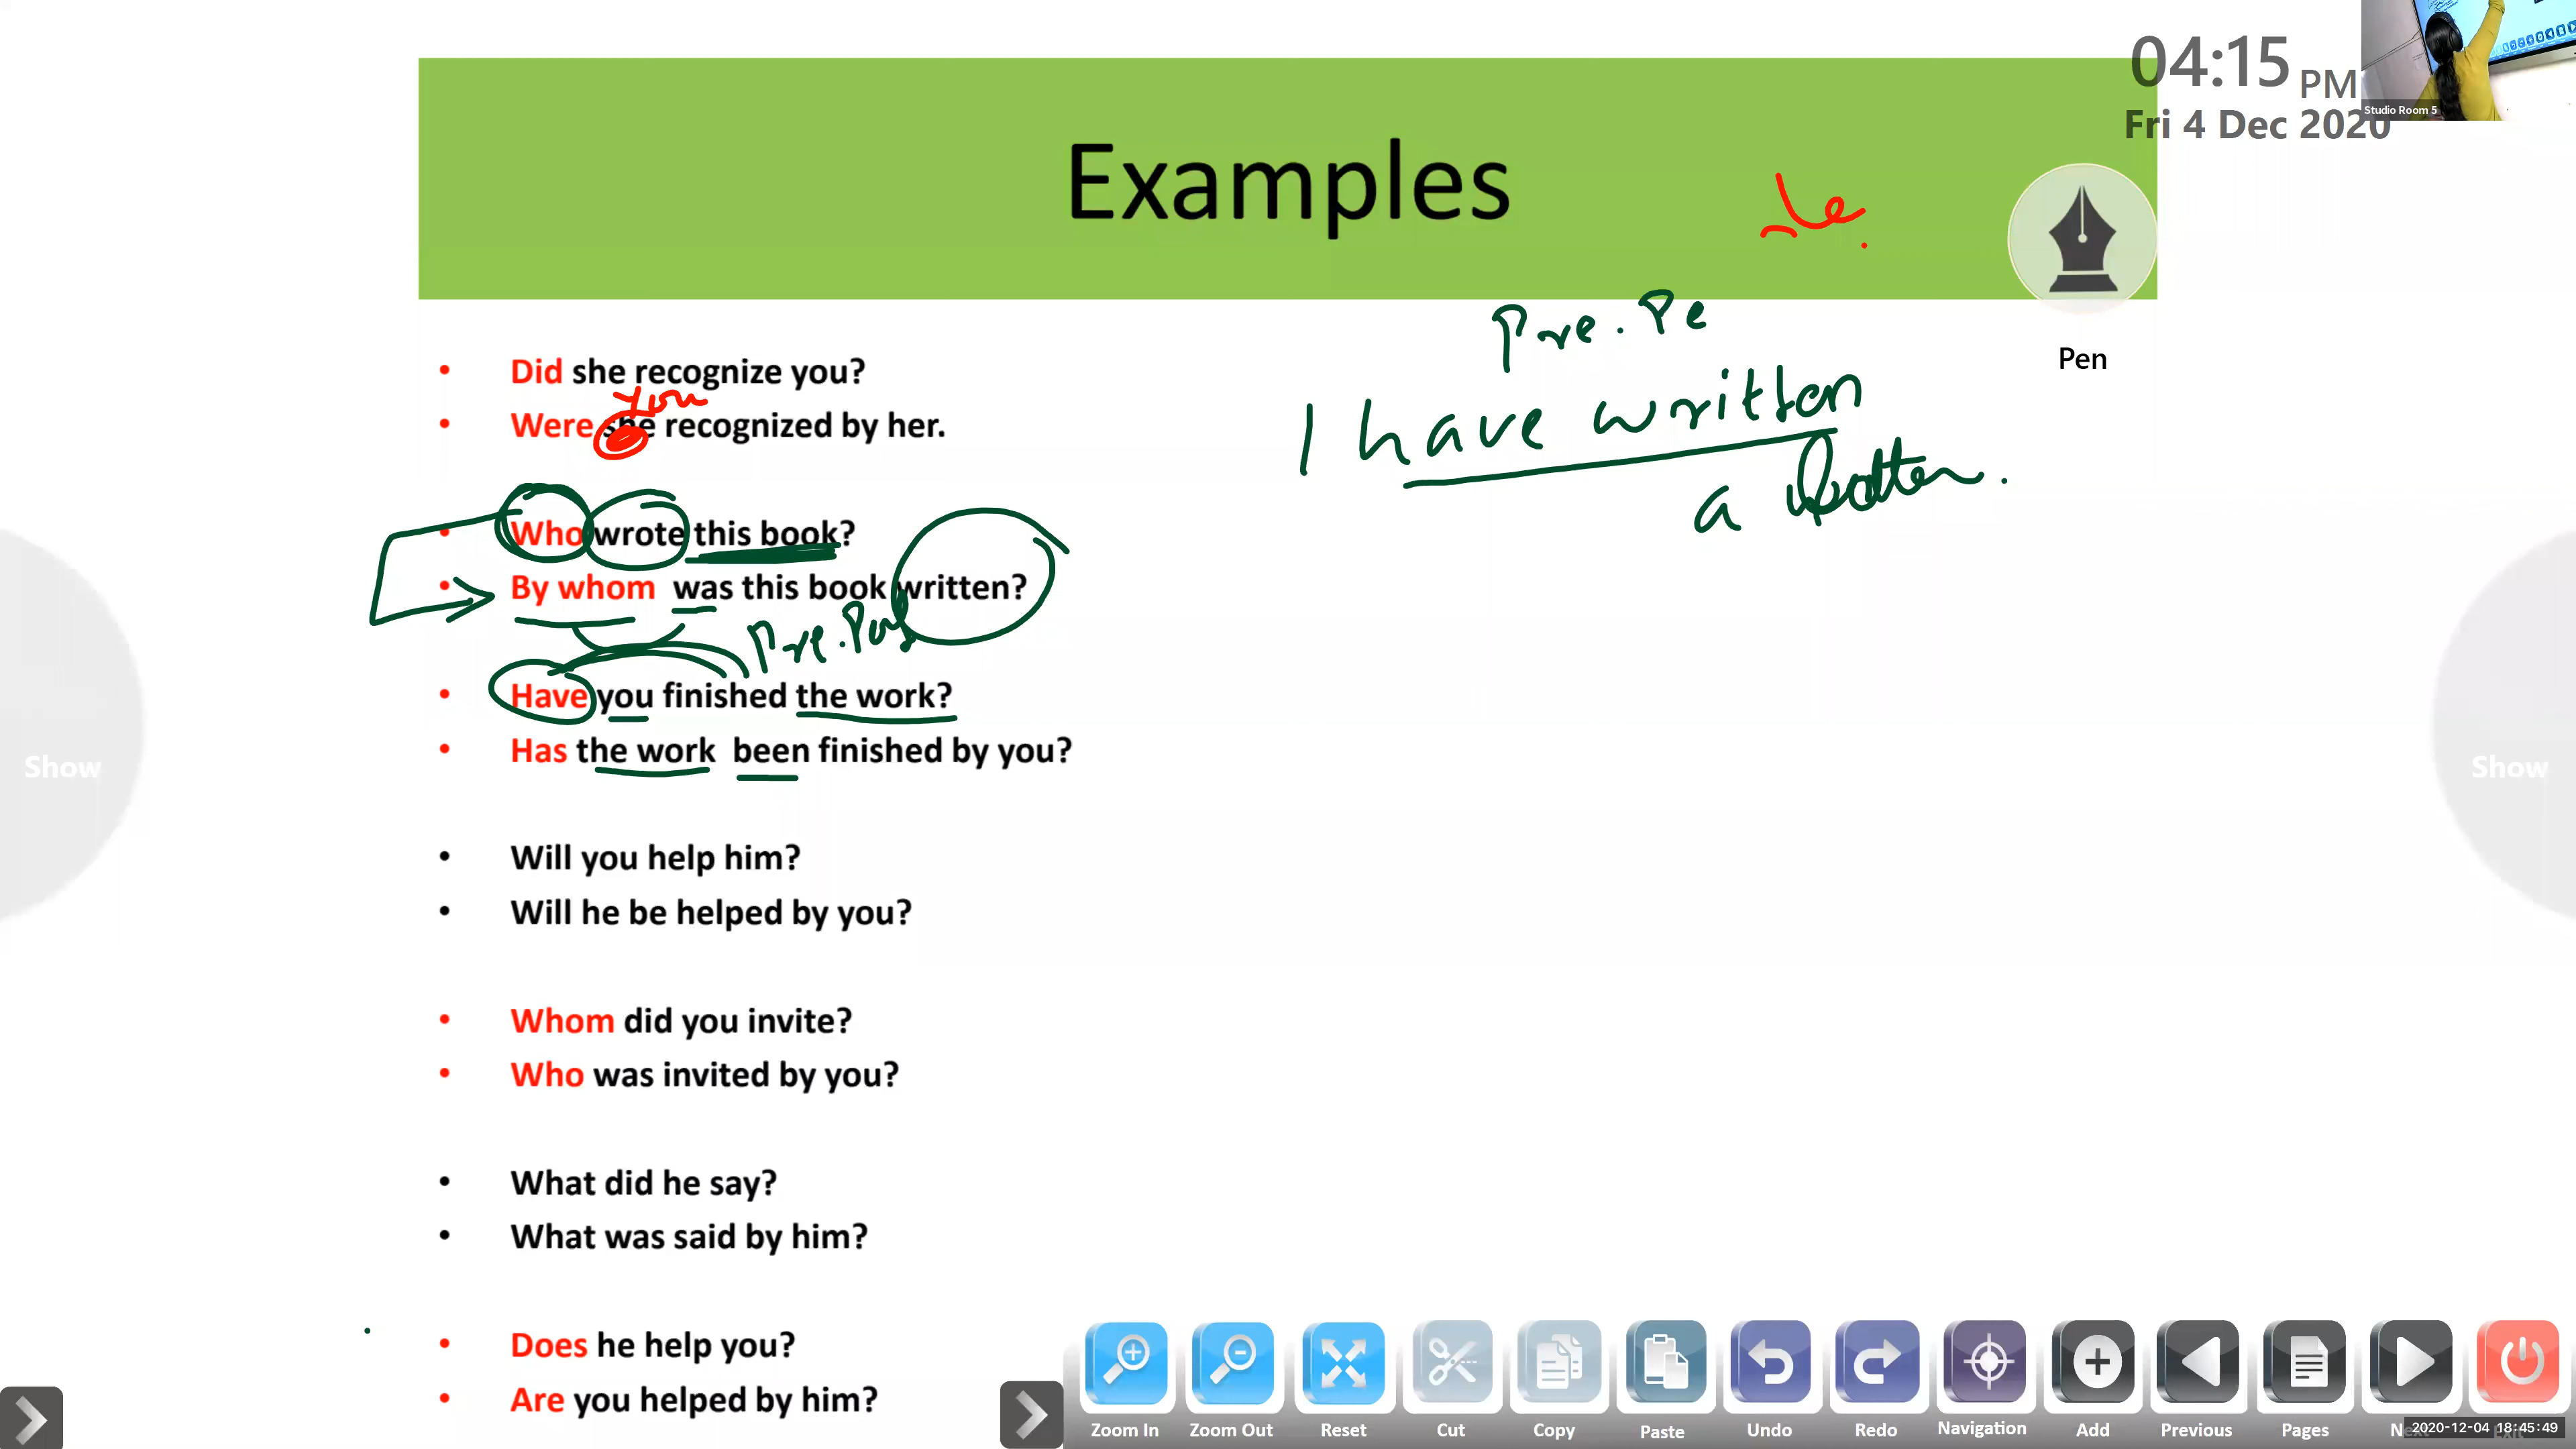 04:15 PM
Fri 4 Dec 2020
Studio Room 5
Examples
Pen
Pre. Pe
I have written
a
• Did she recognize you?
you
• Were she recognized by her.
• Who wrote this book?
• By whom was this book written?
Pre.
• Have you finished the work?
• Has the work been finished by you?
• Will you help him?
• Will he be helped by you?
• Whom did you invite?
• Who was invited by you?
• What did he say?
• What was said by him?
• Does he help you?
• Are you helped by him?
Show
Show
Zoom In Zoom Out Reset Cut Copy Paste Undo Redo Navigation Add Previous Pages
2020-12-04 18:45:49